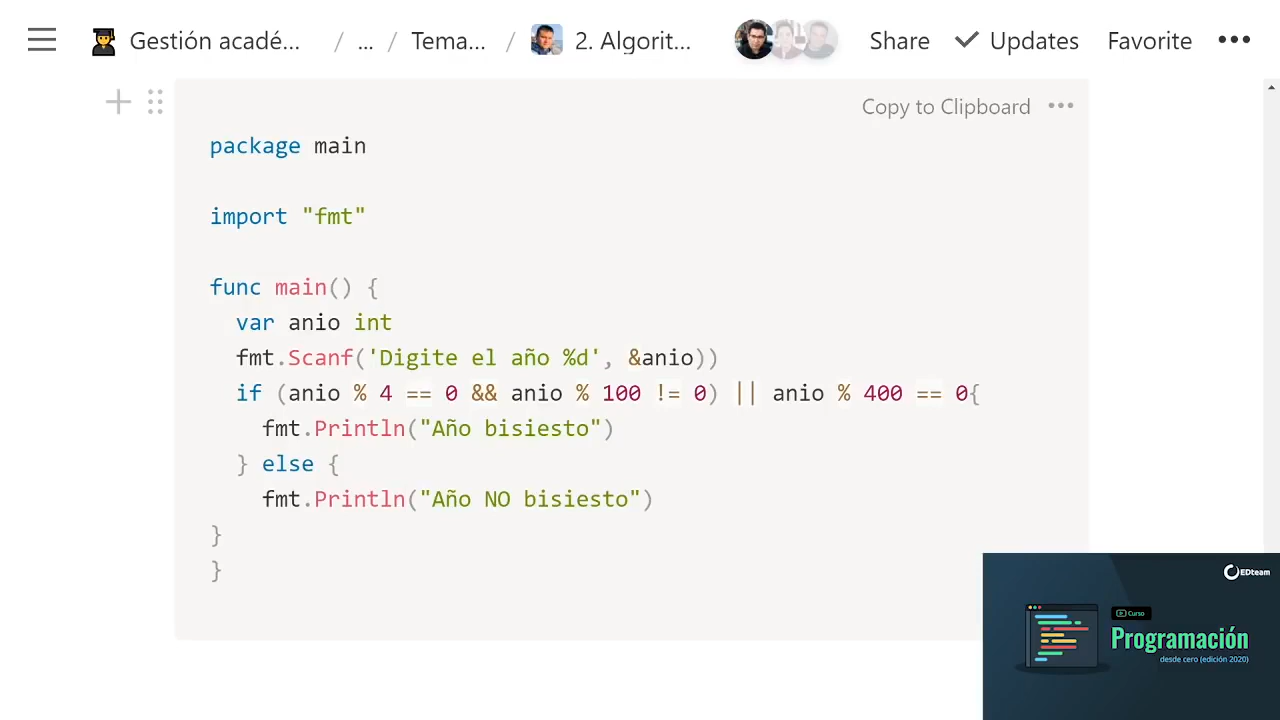 Gestión acadé... / ... / Tema... / 2. Algorit... Share Updates Favorite •••
Copy to Clipboard •••
package main
import "fmt"
func main() {
var anio int
fmt.Scanf('Digite el año %d', &anio))
if (anio % 4 == 0 && anio % 100 != 0) || anio % 400 == 0{
fmt.Println("Año bisiesto")
} else {
fmt.Println("Año NO bisiesto")
}
}
EDteam
Curso
Programación
desde cero (edición 2020)